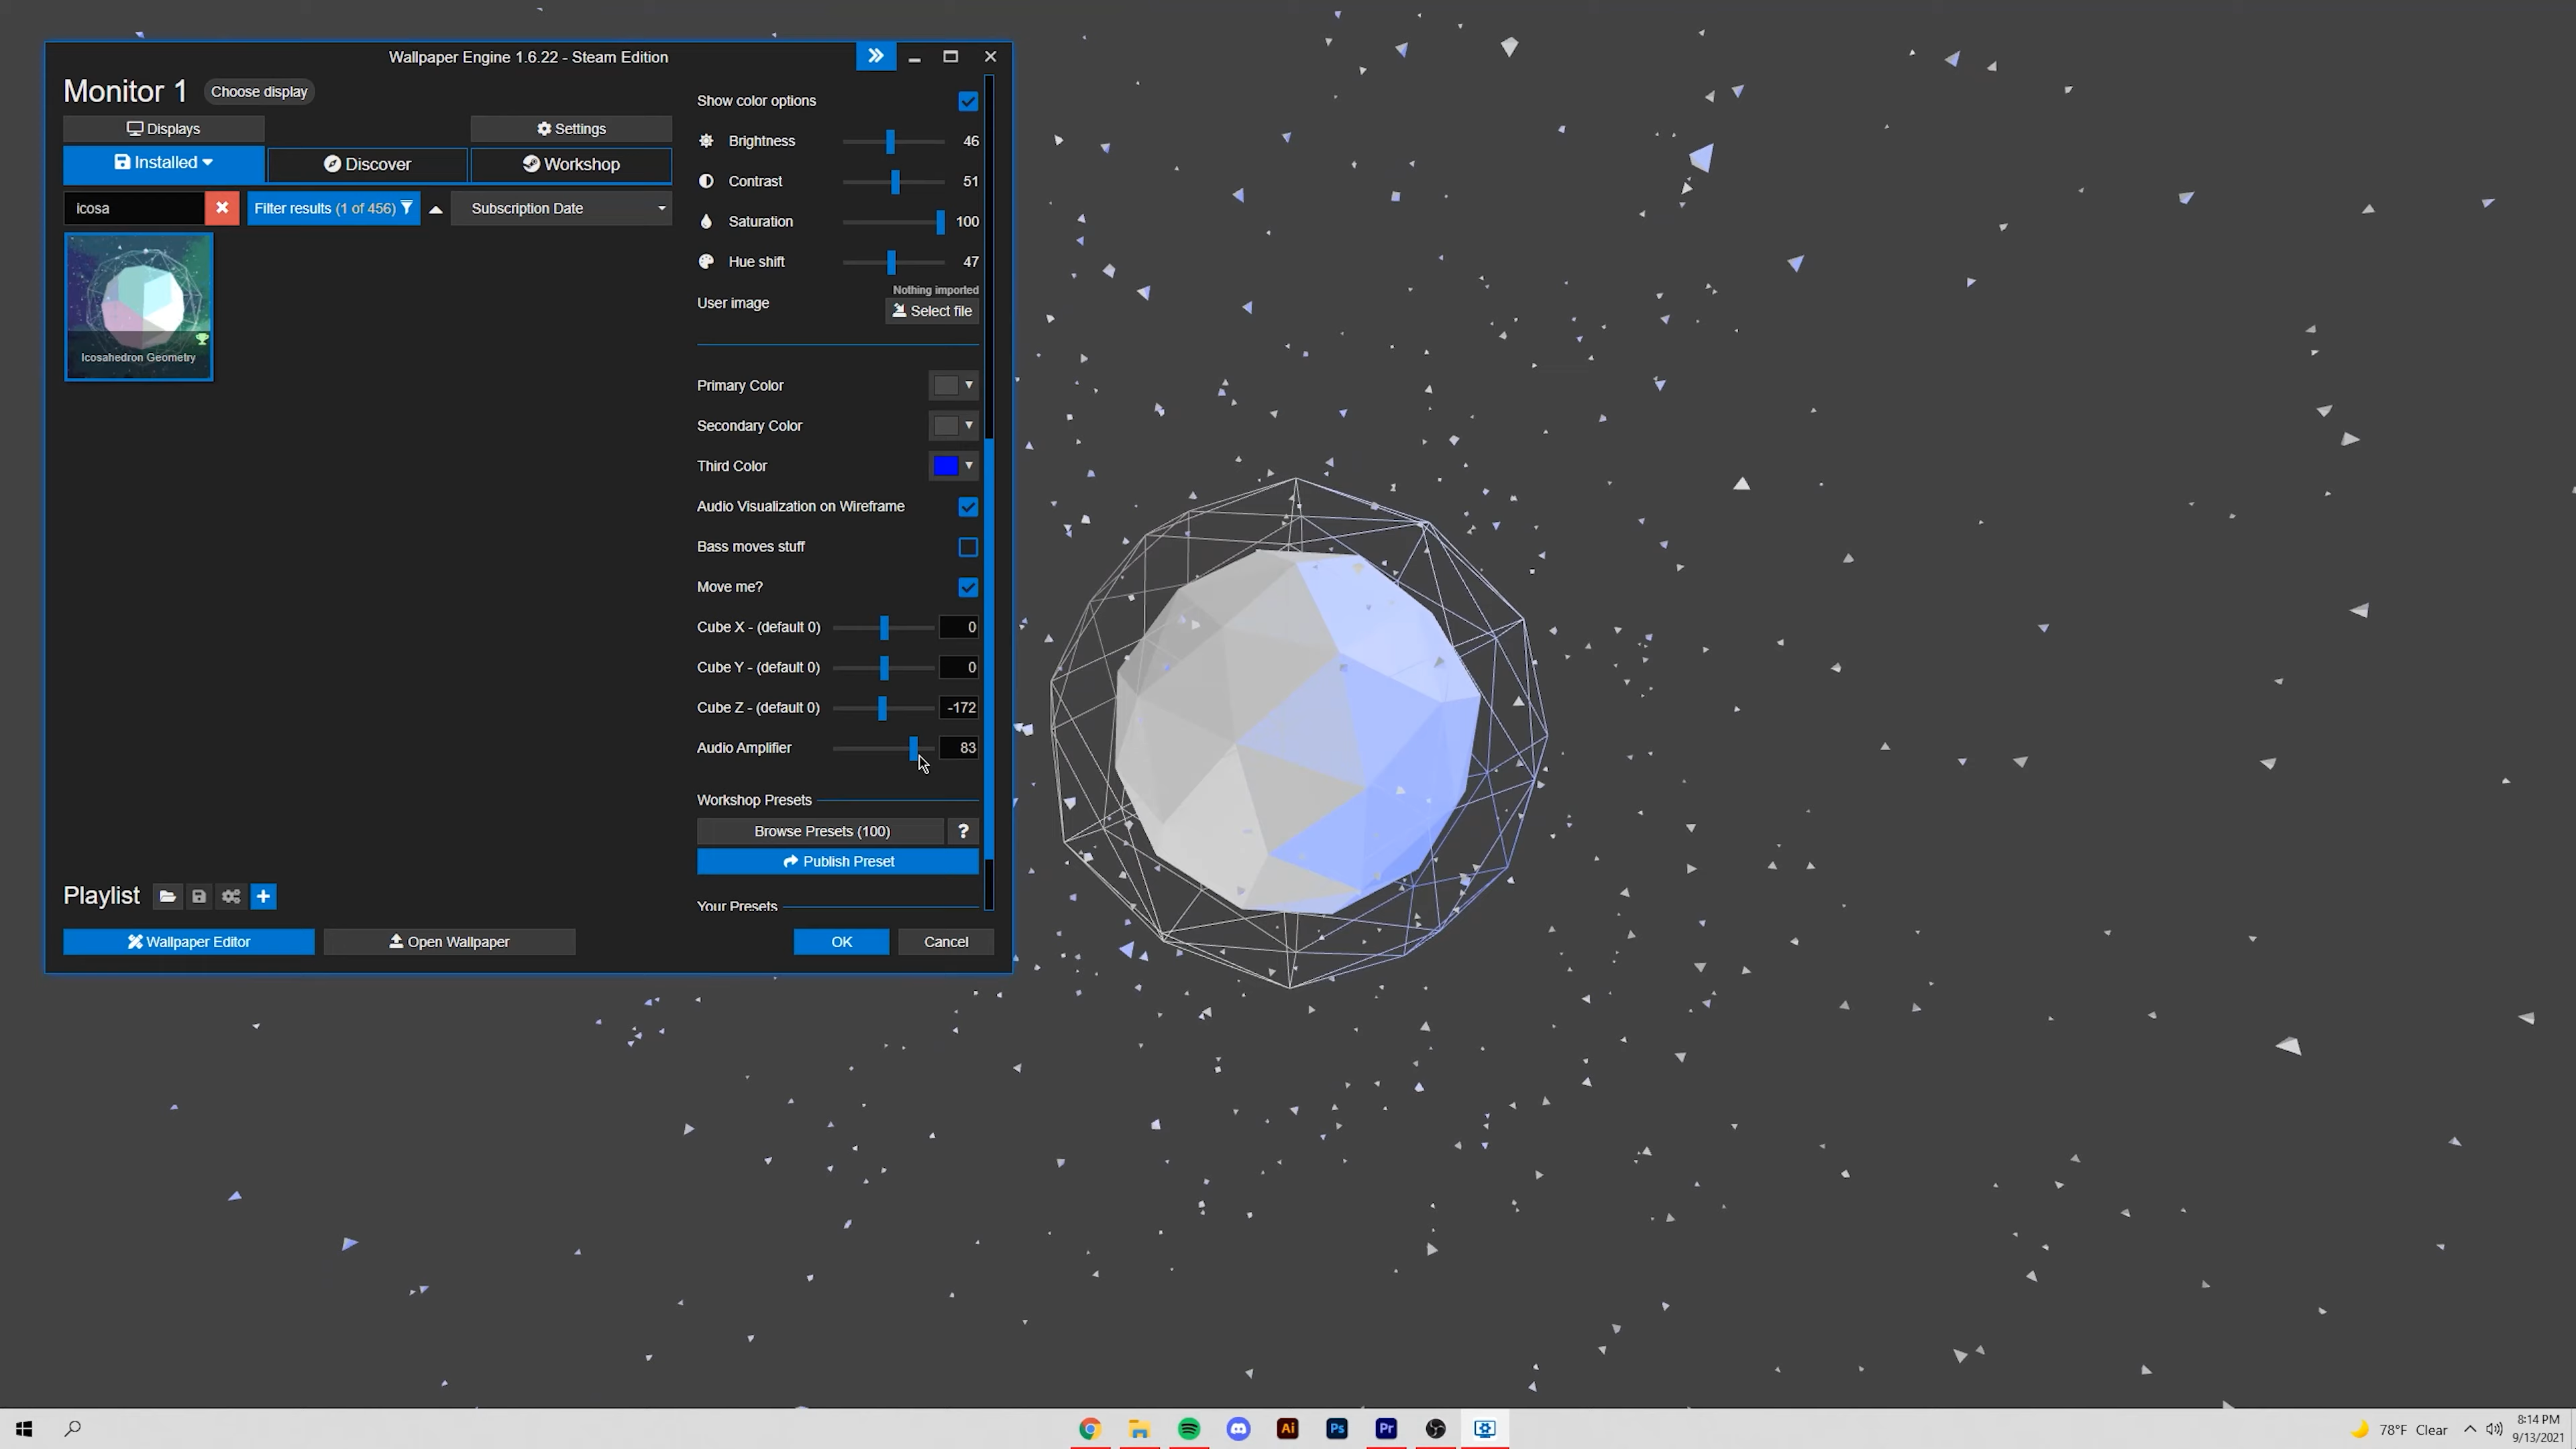 Wallpaper Engine 1.6.22 - Steam Edition
Monitor 1 Choose display
Displays Settings
Installed Discover Workshop
icosa Filter results (1 of 456) Subscription Date
Icosahedron Geometry
Playlist
Wallpaper Editor Open Wallpaper
Show color options
Brightness 46
Contrast 51
Saturation 100
Hue shift 47
Nothing imported
User image Select file
Primary Color
Secondary Color
Third Color
Audio Visualization on Wireframe
Bass moves stuff
Move me?
Cube X - (default 0) 0
Cube Y - (default 0) 0
Cube Z - (default 0) -172
Audio Amplifier 83
Workshop Presets
Browse Presets (100) ?
Publish Preset
Your Presets
OK Cancel
Ai Ps Pr
78°F Clear
8:14 PM
9/13/2021